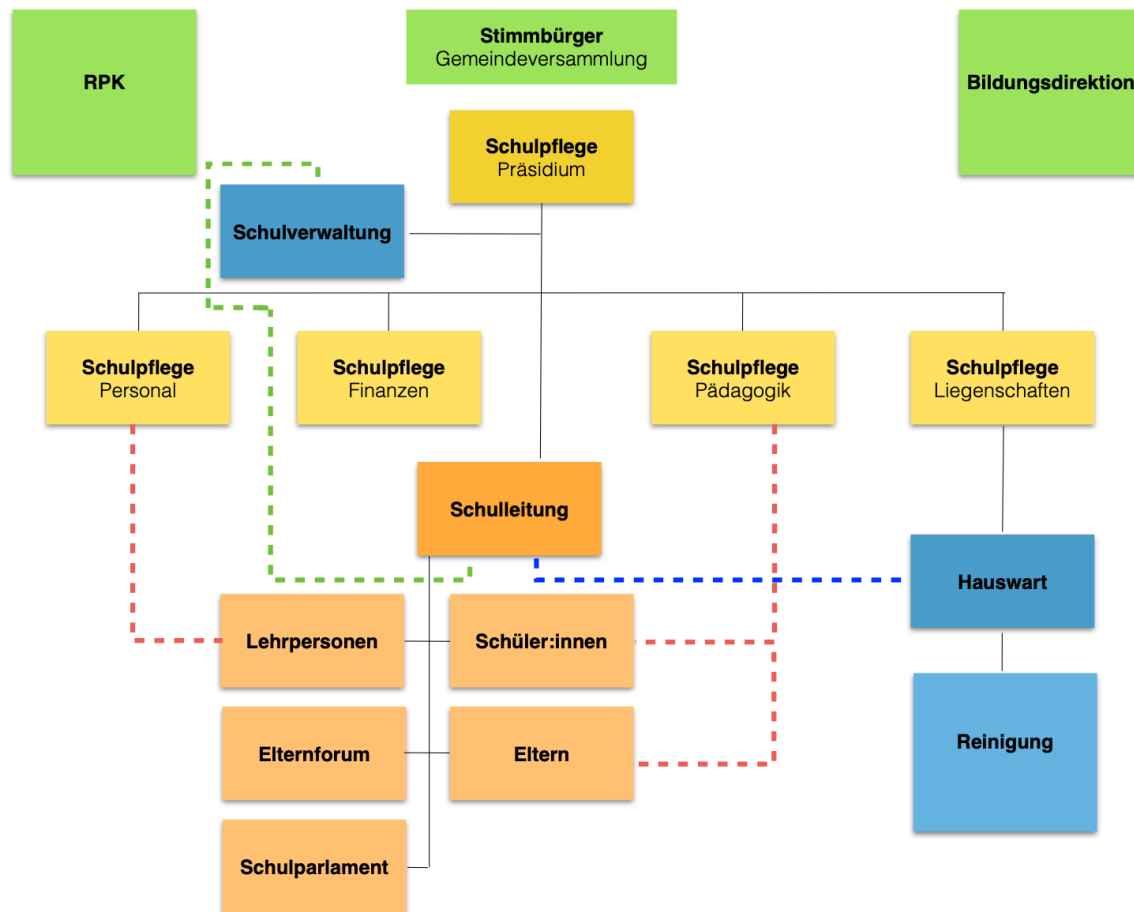 RPK
Stimmbürger
Gemeindeversammlung
Bildungsdirektion
Schulpflege
Präsidium
Schulverwaltung
Schulpflege
Personal
Schulpflege
Finanzen
Schulpflege
Pädagogik
Schulpflege
Liegenschaften
Schulleitung
Hauswart
Lehrpersonen
Schüler:innen
Elternforum
Eltern
Reinigung
Schulparlament